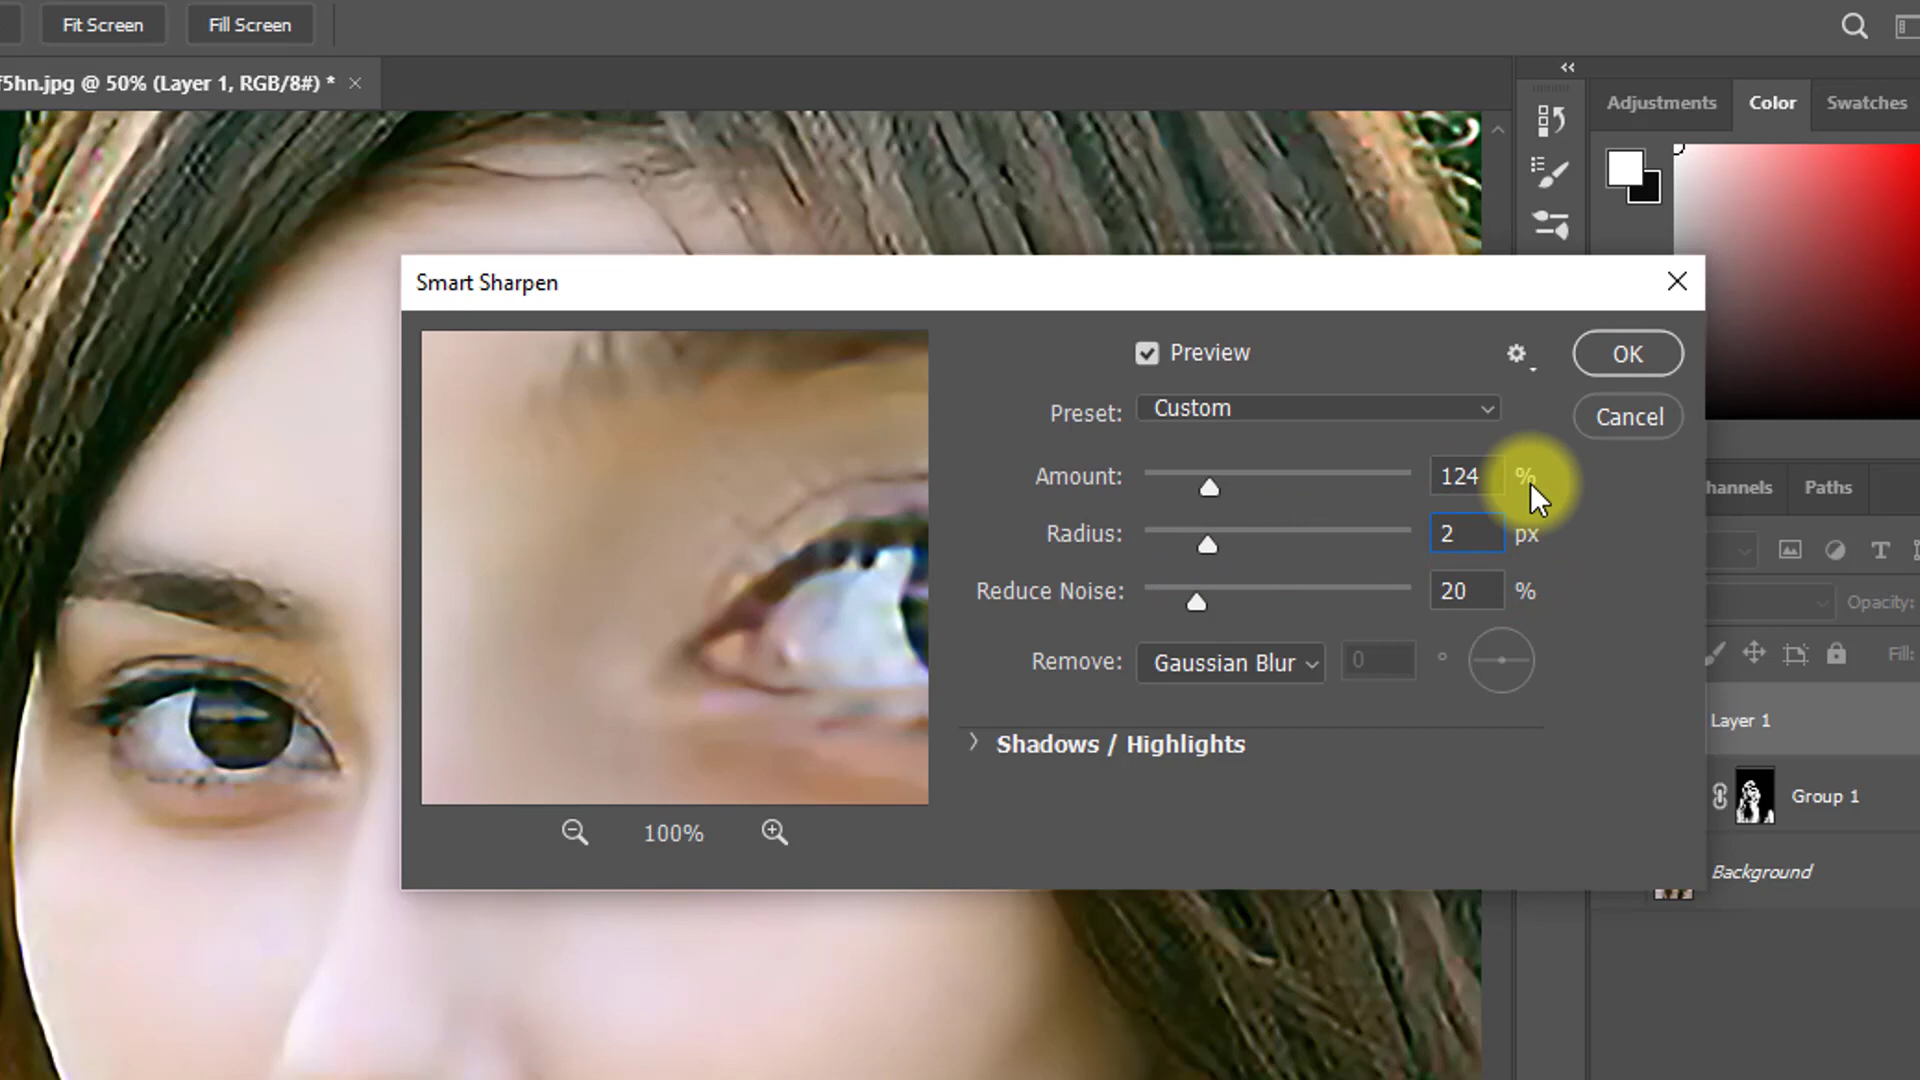 Fit Screen
Fill Screen
f5hn.jpg @ 50% (Layer 1, RGB/8#) *
Adjustments
Color
Swatches
Smart Sharpen
Preview
OK
Preset: Custom
Cancel
Amount: 124 %
hannels
Paths
Radius: 2 px
Reduce Noise: 20 %
Opacity:
Remove: Gaussian Blur 0 °
Fill:
Shadows / Highlights
Layer 1
Group 1
100%
Background